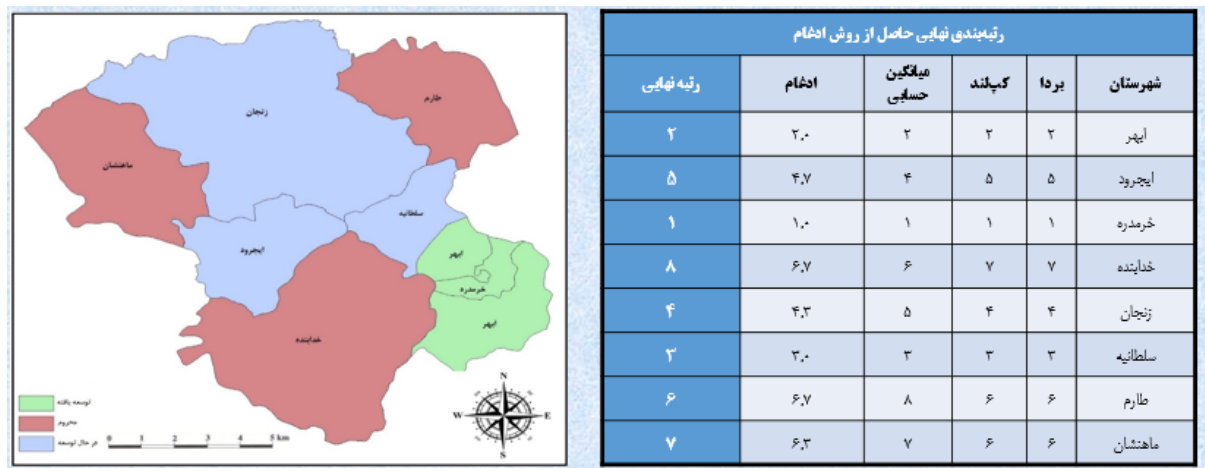 طارم
زنجان
ماهنشان
سلطانیه
ایجرود
ابهر
خرمدره
ابهر
خدابنده
توسعه یافته
محروم
در حال توسعه
0 1 2 3 4 5 km
N
W E
S
رتبه‌بندی نهایی حاصل از روش ادغام
شهرستان بردا کپ‌لند میانگین حسابی ادغام رتبه نهایی
ابهر ۲ ۲ ۲ ۲.۰ ۲
ایجرود ۵ ۵ ۴ ۴.۷ ۵
خرمدره ۱ ۱ ۱ ۱.۰ ۱
خدابنده ۷ ۷ ۶ ۶.۷ ۸
زنجان ۴ ۴ ۵ ۴.۳ ۴
سلطانیه ۳ ۳ ۳ ۳.۰ ۳
طارم ۶ ۶ ۸ ۶.۷ ۶
ماهنشان ۶ ۶ ۷ ۶.۳ ۷